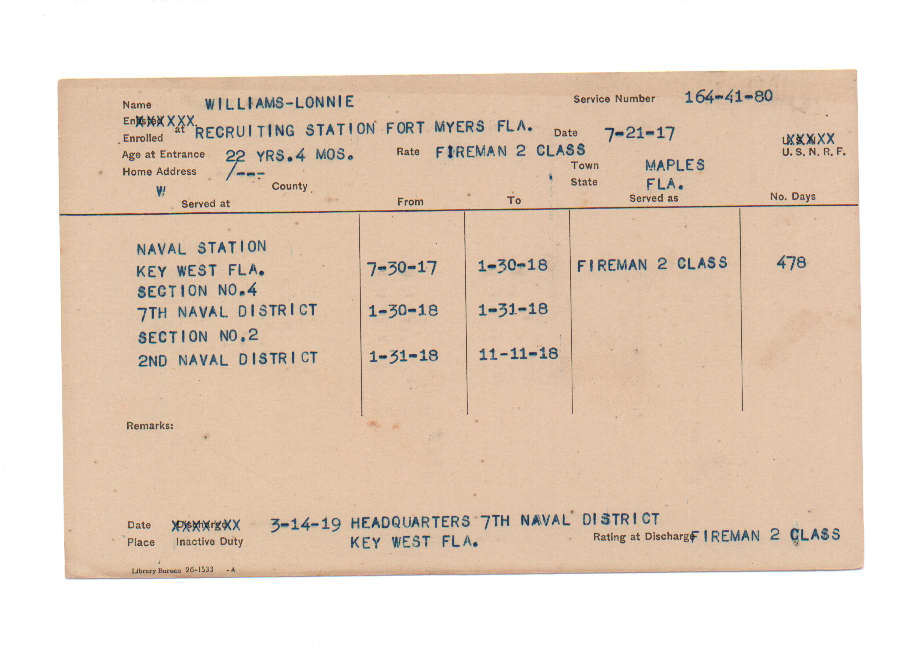 Name WILLIAMS-LONNIE Service Number 164-41-80
Enrolled at RECRUITING STATION FORT MYERS FLA. Date 7-21-17 U.S.N.R.F.
Age at Entrance 22 YRS.4 MOS. Rate FIREMAN 2 CLASS
Home Address /--- Town MAPLES
W County State FLA.
Served at From To Served as No. Days
NAVAL STATION
KEY WEST FLA. 7-30-17 1-30-18 FIREMAN 2 CLASS 478
SECTION NO.4
7TH NAVAL DISTRICT 1-30-18 1-31-18
SECTION NO.2
2ND NAVAL DISTRICT 1-31-18 11-11-18
Remarks:
Date XXXXXXX 3-14-19 HEADQUARTERS 7TH NAVAL DISTRICT
Place Inactive Duty KEY WEST FLA. Rating at Discharge FIREMAN 2 CLASS
Library Bureau 26-1533 -A